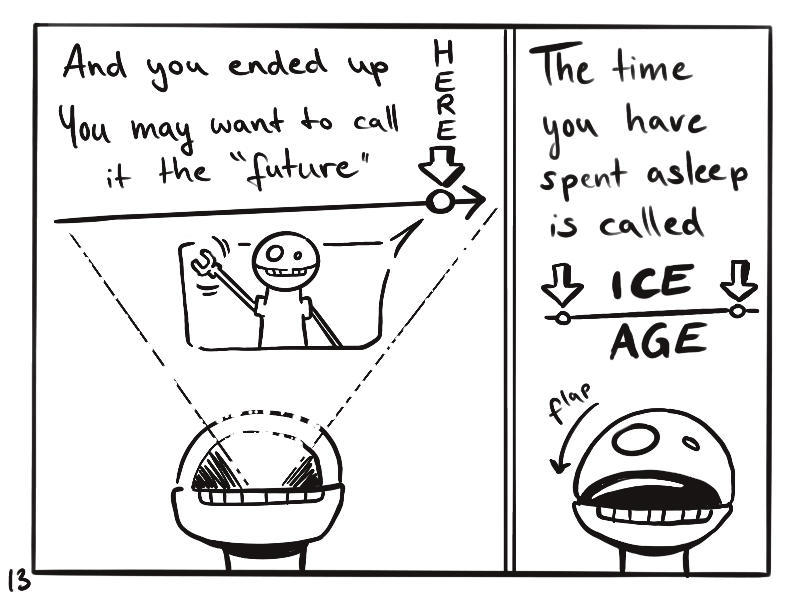 And you ended up
You may want to call
it the "future"
HERE
The time
you have
spent asleep
is called
ICE
AGE
flap
13